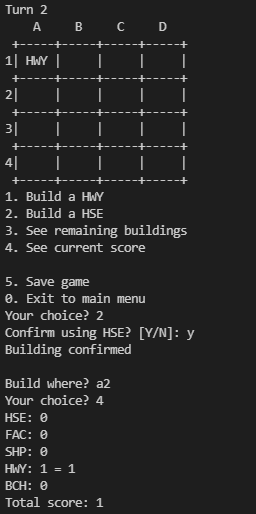 Turn 2
    A     B     C     D
 +-----+-----+-----+-----+
1| HWY |     |     |     |
 +-----+-----+-----+-----+
2|     |     |     |     |
 +-----+-----+-----+-----+
3|     |     |     |     |
 +-----+-----+-----+-----+
4|     |     |     |     |
 +-----+-----+-----+-----+
1. Build a HWY
2. Build a HSE
3. See remaining buildings
4. See current score

5. Save game
0. Exit to main menu
Your choice? 2
Confirm using HSE? [Y/N]: y
Building confirmed

Build where? a2
Your choice? 4
HSE: 0
FAC: 0
SHP: 0
HWY: 1 = 1
BCH: 0
Total score: 1